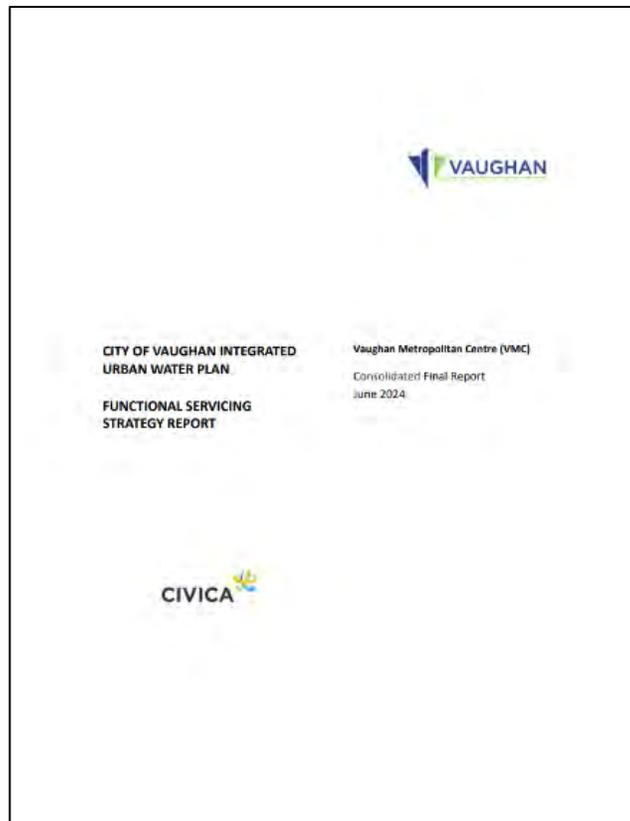 VAUGHAN
CITY OF VAUGHAN INTEGRATED
URBAN WATER PLAN
FUNCTIONAL SERVICING
STRATEGY REPORT
Vaughan Metropolitan Centre (VMC)
Consolidated Final Report
June 2024
CIVICA